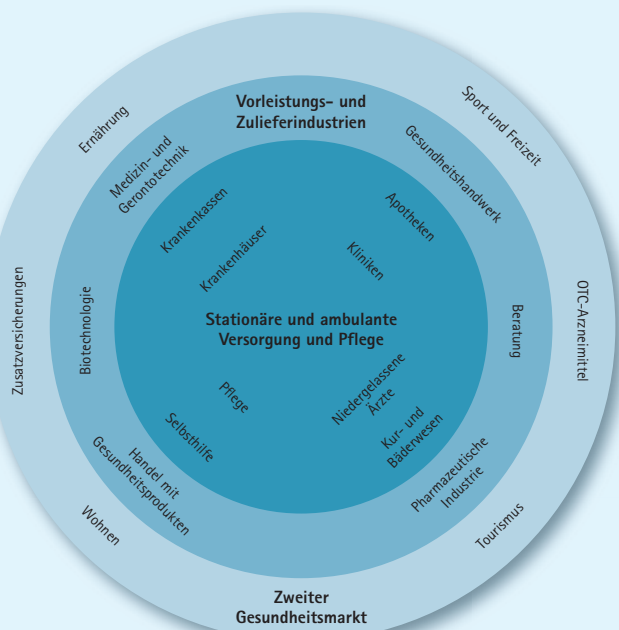 Vorleistungs- und
Zulieferindustrien
Ernährung
Sport und Freizeit
Medizin- und
Gerontotechnik
Gesundheitshandwerk
Krankenkassen
Apotheken
Krankenhäuser
Kliniken
Zusatzversicherungen
Biotechnologie
Stationäre und ambulante
Versorgung und Pflege
Beratung
OTC-Arzneimittel
Pflege
Niedergelassene
Ärzte
Selbsthilfe
Kur- und
Bäderwesen
Handel mit
Gesundheitsprodukten
Pharmazeutische
Industrie
Wohnen
Tourismus
Zweiter
Gesundheitsmarkt